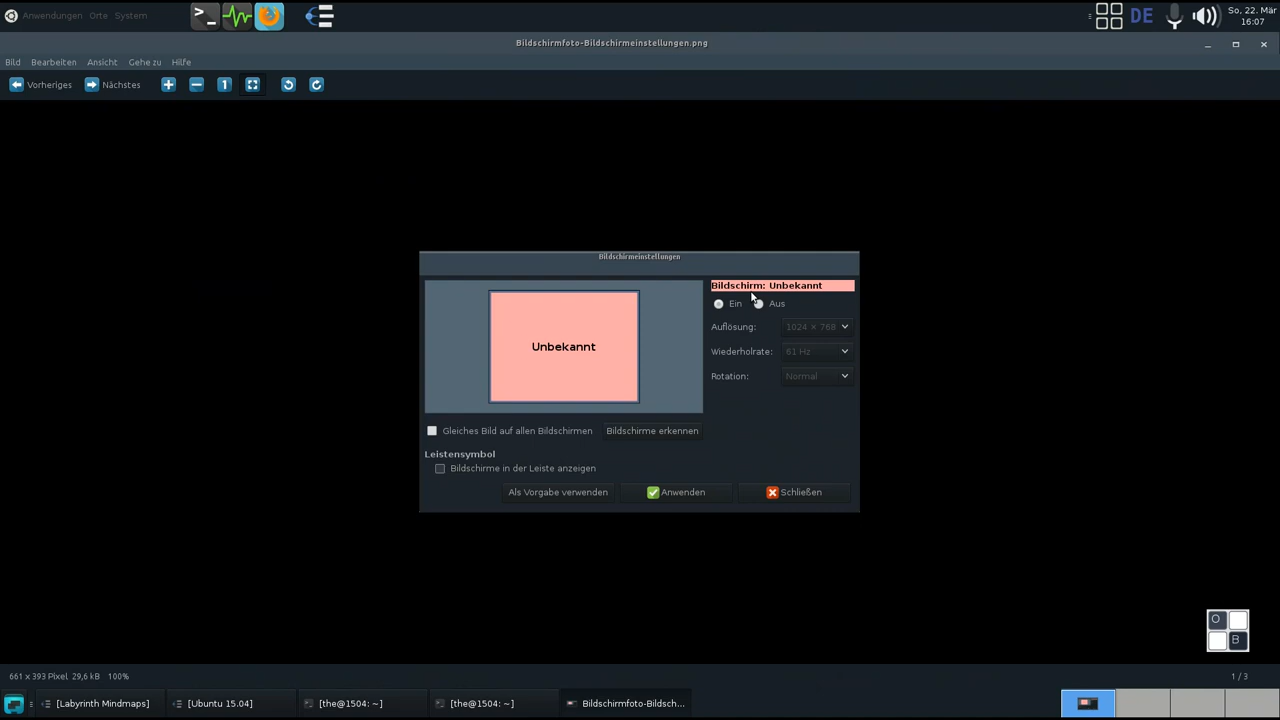 Anwendungen Orte System
DE
So, 22. Mär
16:07
Bildschirmfoto-Bildschirmeinstellungen.png
Bild Bearbeiten Ansicht Gehe zu Hilfe
Vorheriges Nächstes 1
Bildschirmeinstellungen
Bildschirm: Unbekannt
Ein Aus
Auflösung: 1024 × 768
Unbekannt
Wiederholrate: 61 Hz
Rotation: Normal
Gleiches Bild auf allen Bildschirmen Bildschirme erkennen
Leistensymbol
Bildschirme in der Leiste anzeigen
Als Vorgabe verwenden Anwenden Schließen
O
B
661 x 393 Pixel 29,6 kB 100% 1 / 3
[Labyrinth Mindmaps] [Ubuntu 15.04] [the@1504: ~] [the@1504: ~] Bildschirmfoto-Bildsch...